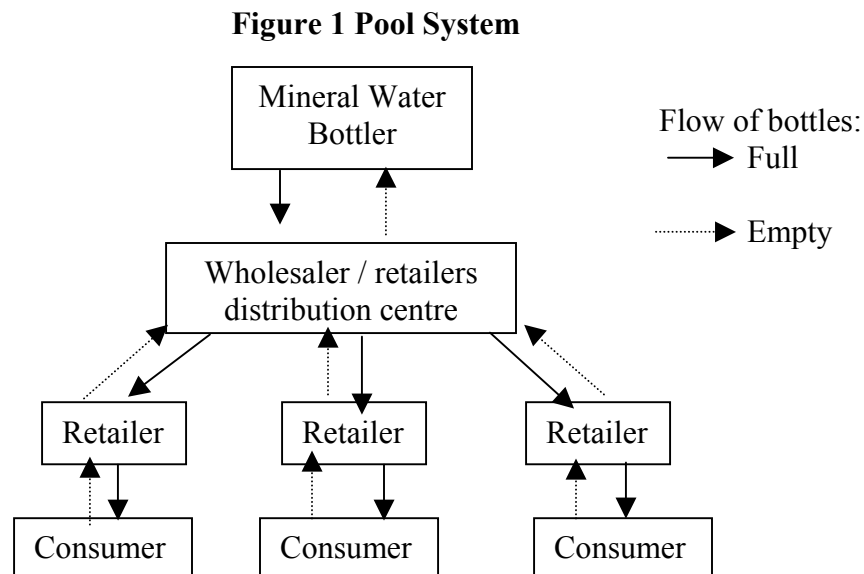 Figure 1 Pool System
Mineral Water
Bottler
Flow of bottles:
Full
Empty
Wholesaler / retailers
distribution centre
Retailer
Retailer
Retailer
Consumer
Consumer
Consumer